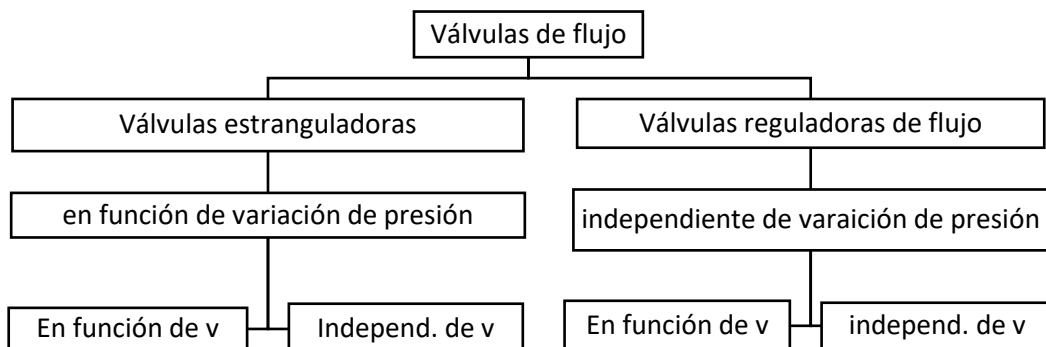 Válvulas de flujo
Válvulas estranguladoras
Válvulas reguladoras de flujo
en función de variación de presión
independiente de varaición de presión
En función de v
Independ. de v
En función de v
independ. de v